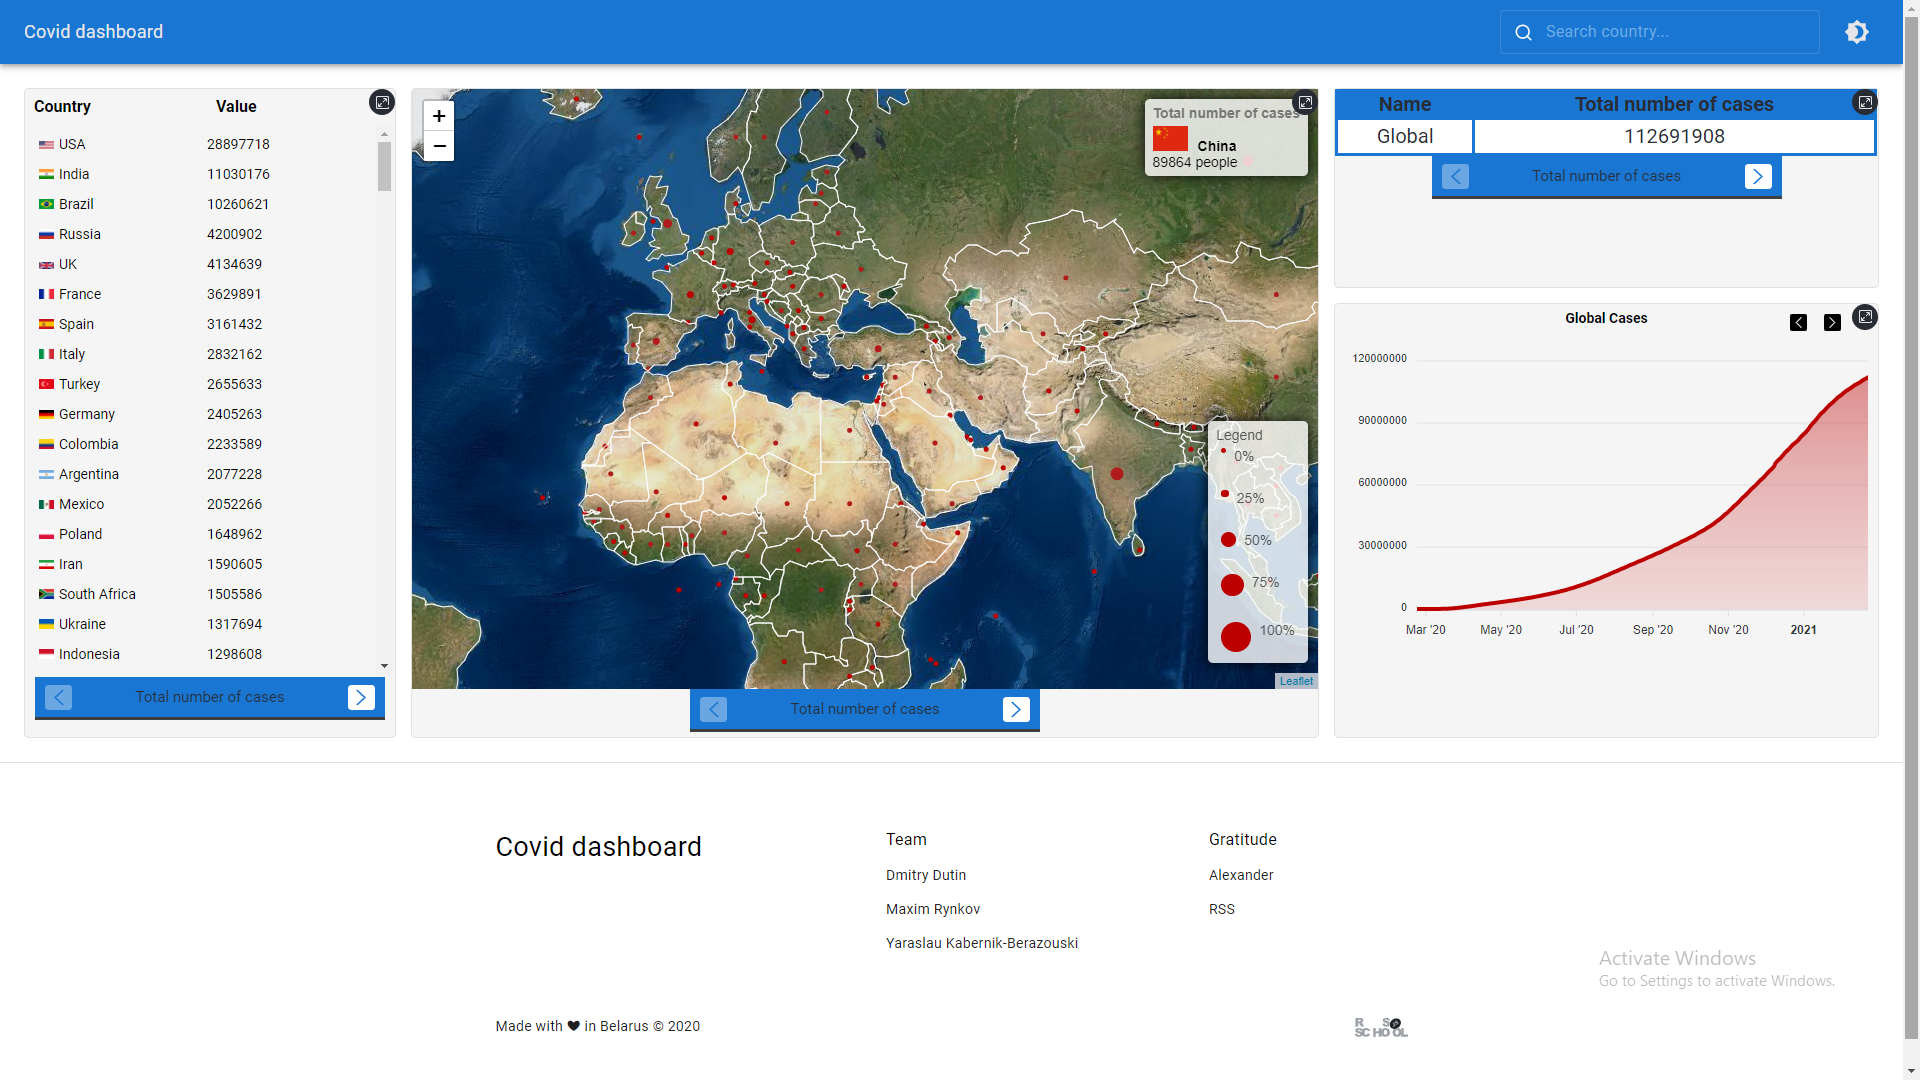 Covid dashboard
Search country...
Country Value
USA 28897718
India 11030176
Brazil 10260621
Russia 4200902
UK 4134639
France 3629891
Spain 3161432
Italy 2832162
Turkey 2655633
Germany 2405263
Colombia 2233589
Argentina 2077228
Mexico 2052266
Poland 1648962
Iran 1590605
South Africa 1505586
Ukraine 1317694
Indonesia 1298608
Total number of cases
+
−
Total number of cases
China
89864 people
Legend
0%
25%
50%
75%
100%
Leaflet
Total number of cases
Name Total number of cases
Global 112691908
Total number of cases
Global Cases
120000000
90000000
60000000
30000000
0
Mar '20 May '20 Jul '20 Sep '20 Nov '20 2021
Covid dashboard
Team
Dmitry Dutin
Maxim Rynkov
Yaraslau Kabernik-Berazouski
Gratitude
Alexander
RSS
Activate Windows
Go to Settings to activate Windows.
Made with ♥ in Belarus © 2020
R S
SCHOOL